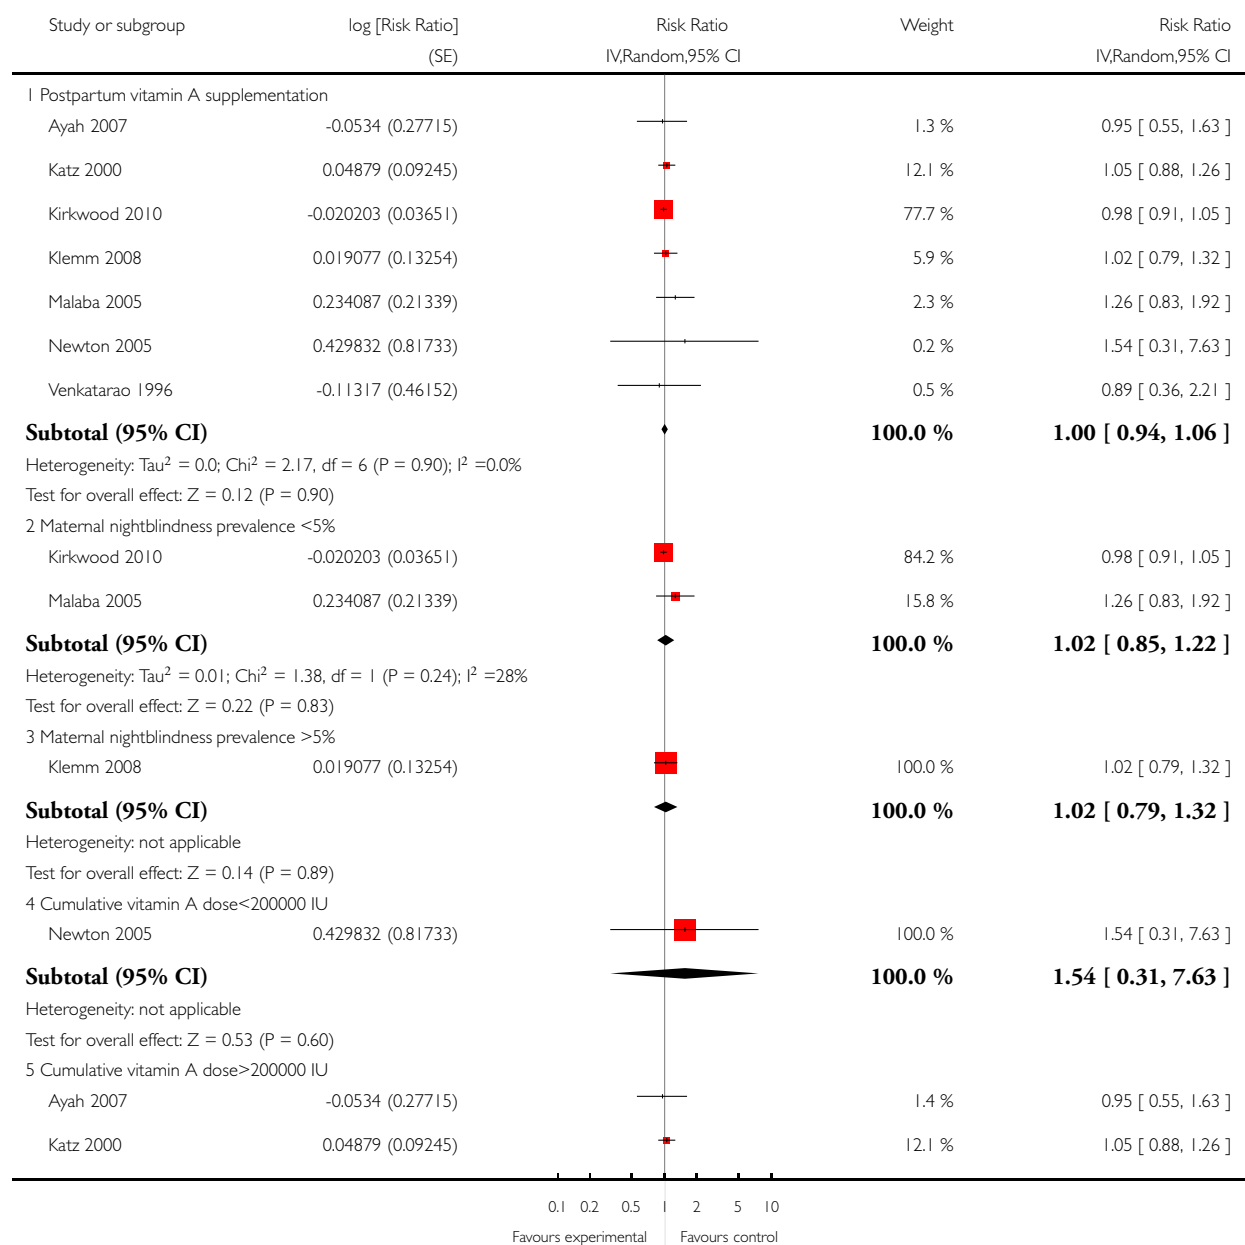 Study or subgroup log [Risk Ratio] Risk Ratio Weight Risk Ratio
(SE) IV,Random,95% CI IV,Random,95% CI
1 Postpartum vitamin A supplementation
Ayah 2007 -0.0534 (0.27715) 1.3 % 0.95 [ 0.55, 1.63 ]
Katz 2000 0.04879 (0.09245) 12.1 % 1.05 [ 0.88, 1.26 ]
Kirkwood 2010 -0.020203 (0.03651) 77.7 % 0.98 [ 0.91, 1.05 ]
Klemm 2008 0.019077 (0.13254) 5.9 % 1.02 [ 0.79, 1.32 ]
Malaba 2005 0.234087 (0.21339) 2.3 % 1.26 [ 0.83, 1.92 ]
Newton 2005 0.429832 (0.81733) 0.2 % 1.54 [ 0.31, 7.63 ]
Venkatarao 1996 -0.11317 (0.46152) 0.5 % 0.89 [ 0.36, 2.21 ]
Subtotal (95% CI) 100.0 % 1.00 [ 0.94, 1.06 ]
Heterogeneity: Tau² = 0.0; Chi² = 2.17, df = 6 (P = 0.90); I² =0.0%
Test for overall effect: Z = 0.12 (P = 0.90)
2 Maternal nightblindness prevalence <5%
Kirkwood 2010 -0.020203 (0.03651) 84.2 % 0.98 [ 0.91, 1.05 ]
Malaba 2005 0.234087 (0.21339) 15.8 % 1.26 [ 0.83, 1.92 ]
Subtotal (95% CI) 100.0 % 1.02 [ 0.85, 1.22 ]
Heterogeneity: Tau² = 0.01; Chi² = 1.38, df = 1 (P = 0.24); I² =28%
Test for overall effect: Z = 0.22 (P = 0.83)
3 Maternal nightblindness prevalence >5%
Klemm 2008 0.019077 (0.13254) 100.0 % 1.02 [ 0.79, 1.32 ]
Subtotal (95% CI) 100.0 % 1.02 [ 0.79, 1.32 ]
Heterogeneity: not applicable
Test for overall effect: Z = 0.14 (P = 0.89)
4 Cumulative vitamin A dose<200000 IU
Newton 2005 0.429832 (0.81733) 100.0 % 1.54 [ 0.31, 7.63 ]
Subtotal (95% CI) 100.0 % 1.54 [ 0.31, 7.63 ]
Heterogeneity: not applicable
Test for overall effect: Z = 0.53 (P = 0.60)
5 Cumulative vitamin A dose>200000 IU
Ayah 2007 -0.0534 (0.27715) 1.4 % 0.95 [ 0.55, 1.63 ]
Katz 2000 0.04879 (0.09245) 12.1 % 1.05 [ 0.88, 1.26 ]
0.1 0.2 0.5 1 2 5 10
Favours experimental Favours control